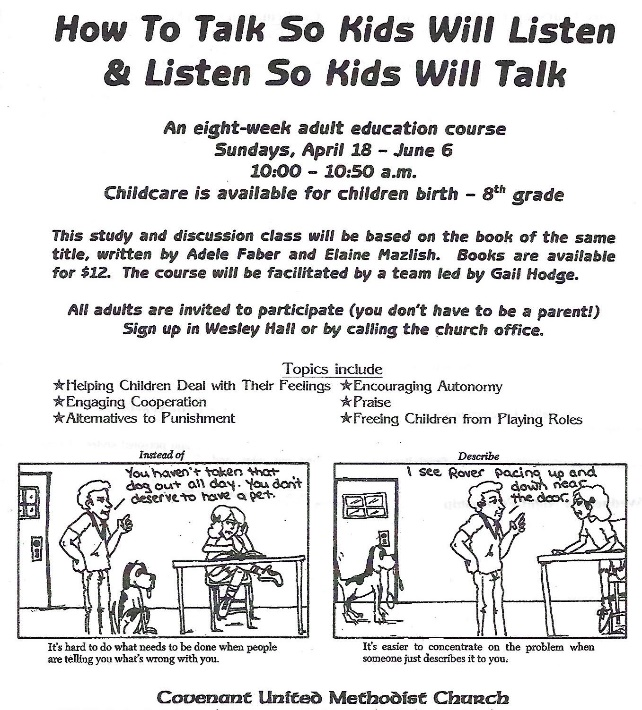 How To Talk So Kids Will Listen
& Listen So Kids Will Talk
An eight-week adult education course
Sundays, April 18 - June 6
10:00 - 10:50 a.m.
Childcare is available for children birth - 8th grade
This study and discussion class will be based on the book of the same
title, written by Adele Faber and Elaine Mazlish. Books are available
for $12. The course will be facilitated by a team led by Gail Hodge.
All adults are invited to participate (you don't have to be a parent!)
Sign up in Wesley Hall or by calling the church office.
Topics include
★Helping Children Deal with Their Feelings ★Encouraging Autonomy
★Engaging Cooperation ★Praise
★Alternatives to Punishment ★Freeing Children from Playing Roles
Instead of
You haven't taken that
dog out all day. You don't
deserve to have a pet.
It's hard to do what needs to be done when people
are telling you what's wrong with you.
Describe
I see Rover pacing up and
down near
the door.
It's easier to concentrate on the problem when
someone just describes it to you.
Covenant United Methodist Church